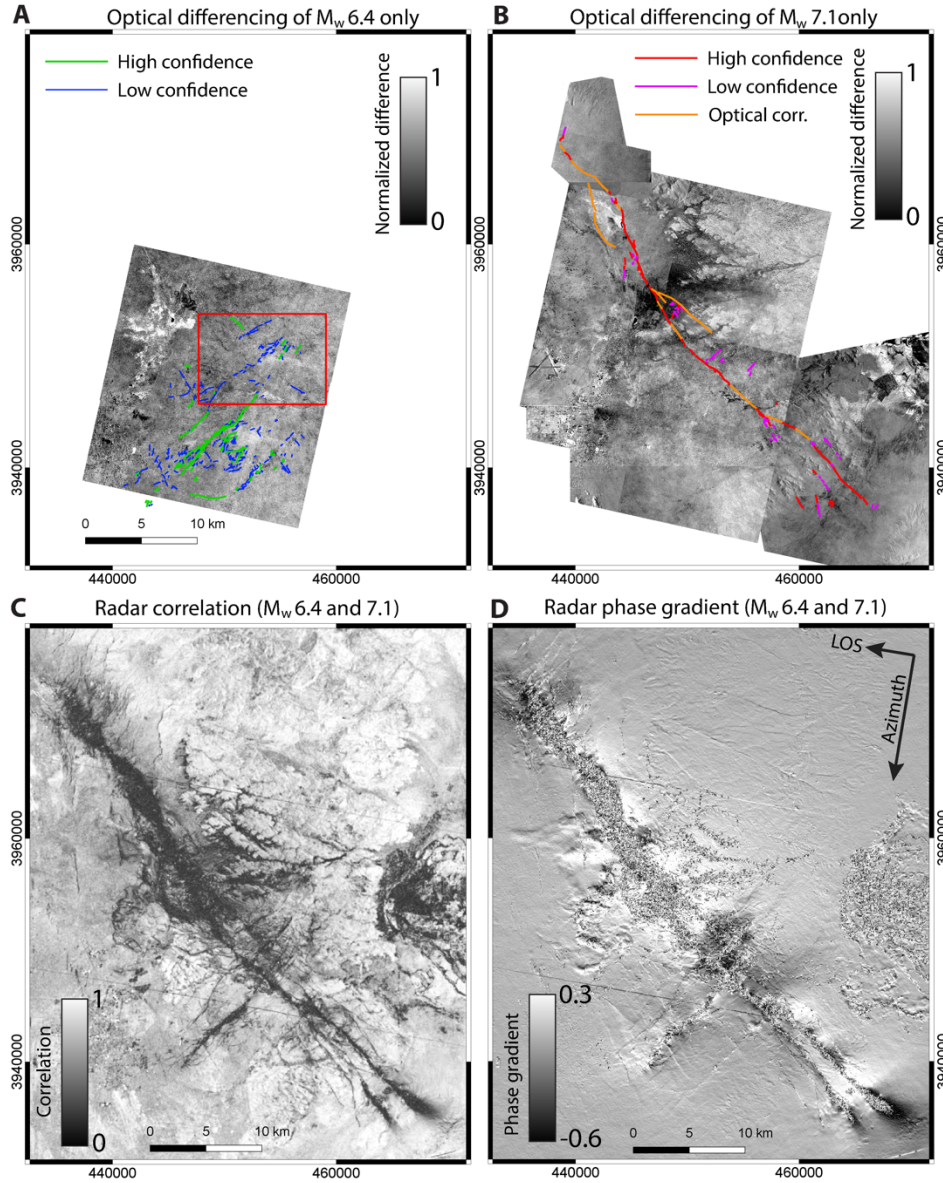 A Optical differencing of Mw 6.4 only
High confidence
Low confidence
Normalized difference
1
0
3960000
3940000
0 5 10 km
440000 460000
B Optical differencing of Mw 7.1only
High confidence
Low confidence
Optical corr.
Normalized difference
1
0
3960000
3940000
440000 460000
C Radar correlation (Mw 6.4 and 7.1)
3960000
3940000
Correlation
1
0
0 5 10 km
440000 460000
D Radar phase gradient (Mw 6.4 and 7.1)
LOS
Azimuth
3960000
3940000
Phase gradient
0.3
-0.6
0 5 10 km
440000 460000